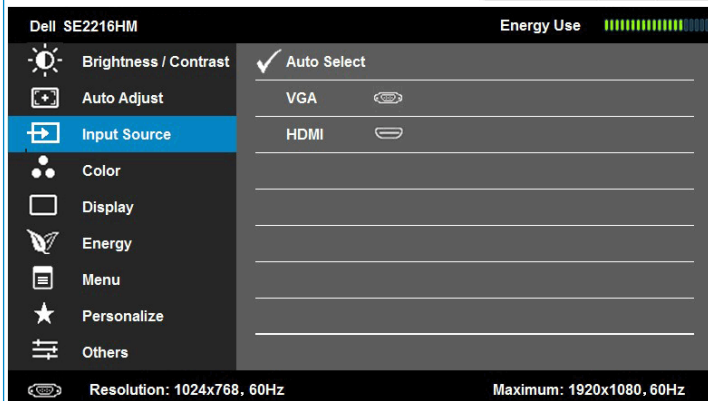 Dell SE2216HM Energy Use
Brightness / Contrast Auto Select
Auto Adjust VGA
Input Source HDMI
Color
Display
Energy
Menu
Personalize
Others
Resolution: 1024x768, 60Hz Maximum: 1920x1080, 60Hz